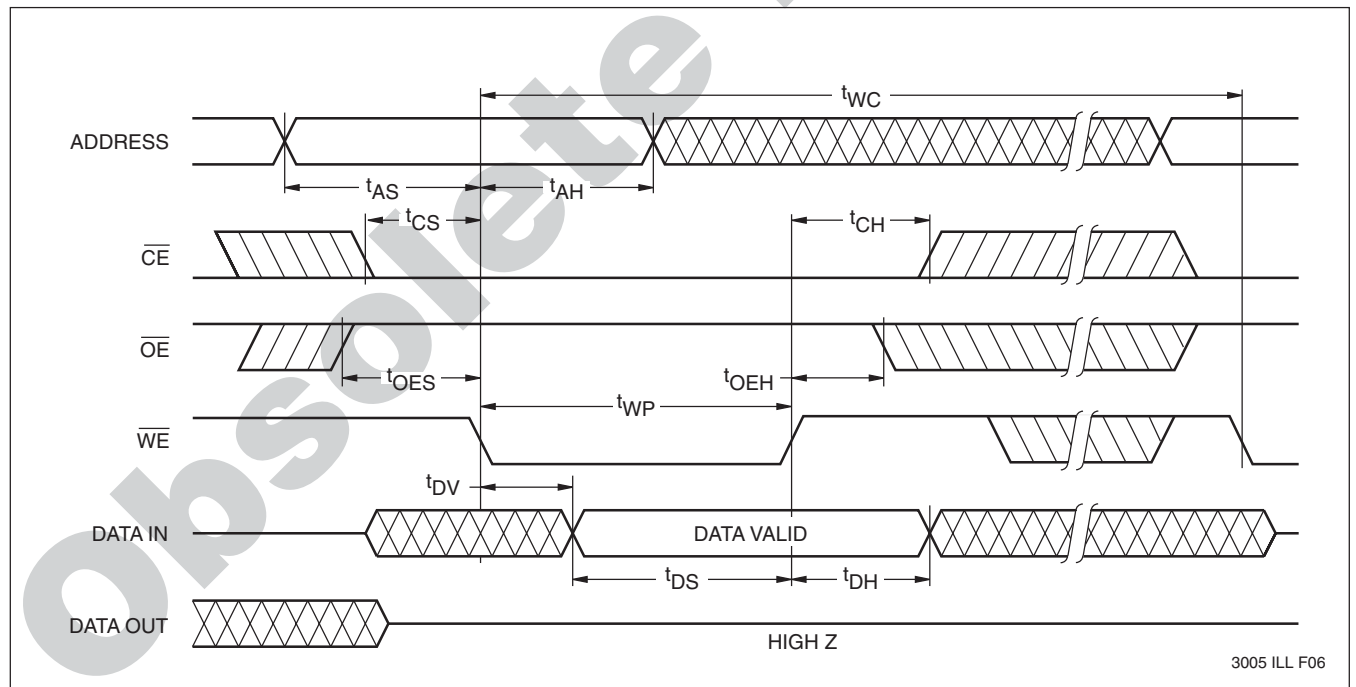 Obsolete
tWC
ADDRESS
tAS
tAH
tCS
tCH
CE
OE
tOES
tOEH
tWP
WE
tDV
DATA IN
DATA VALID
tDS
tDH
DATA OUT
HIGH Z
3005 ILL F06